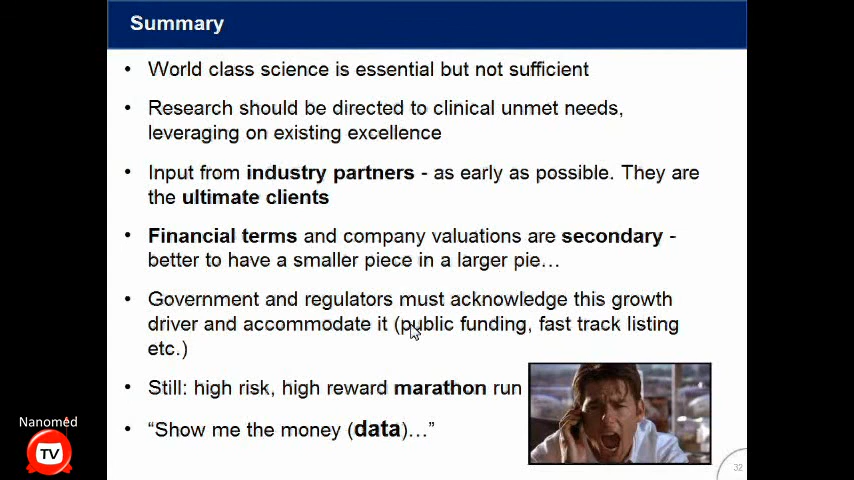 Summary
• World class science is essential but not sufficient
• Research should be directed to clinical unmet needs,
leveraging on existing excellence
• Input from industry partners - as early as possible. They are
the ultimate clients
• Financial terms and company valuations are secondary -
better to have a smaller piece in a larger pie…
• Government and regulators must acknowledge this growth
driver and accommodate it (public funding, fast track listing
etc.)
• Still: high risk, high reward marathon run
• “Show me the money (data)…”
Nanomed
TV
32